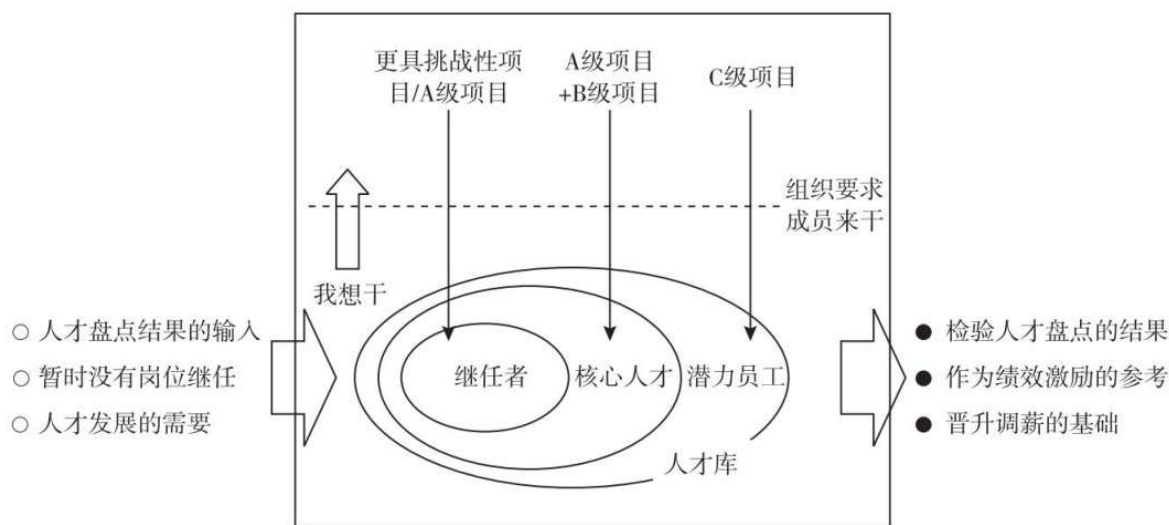 更具挑战性项
目/A级项目
A级项目
+B级项目
C级项目
组织要求
成员来干
我想干
○ 人才盘点结果的输入
○ 暂时没有岗位继任
○ 人才发展的需要
继任者
核心人才
潜力员工
人才库
● 检验人才盘点的结果
● 作为绩效激励的参考
● 晋升调薪的基础